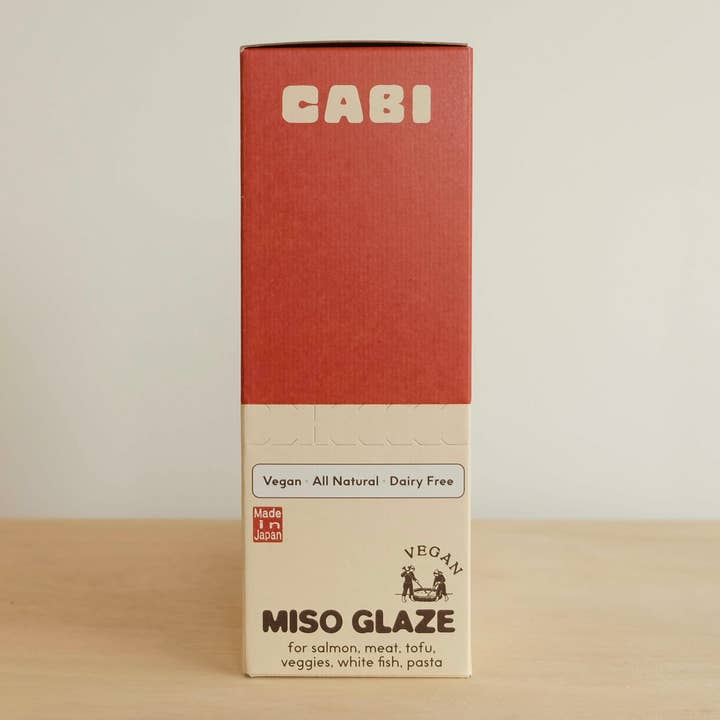 CABI
Vegan · All Natural · Dairy Free
Made
in
Japan
VEGAN
MISO GLAZE
for salmon, meat, tofu,
veggies, white fish, pasta